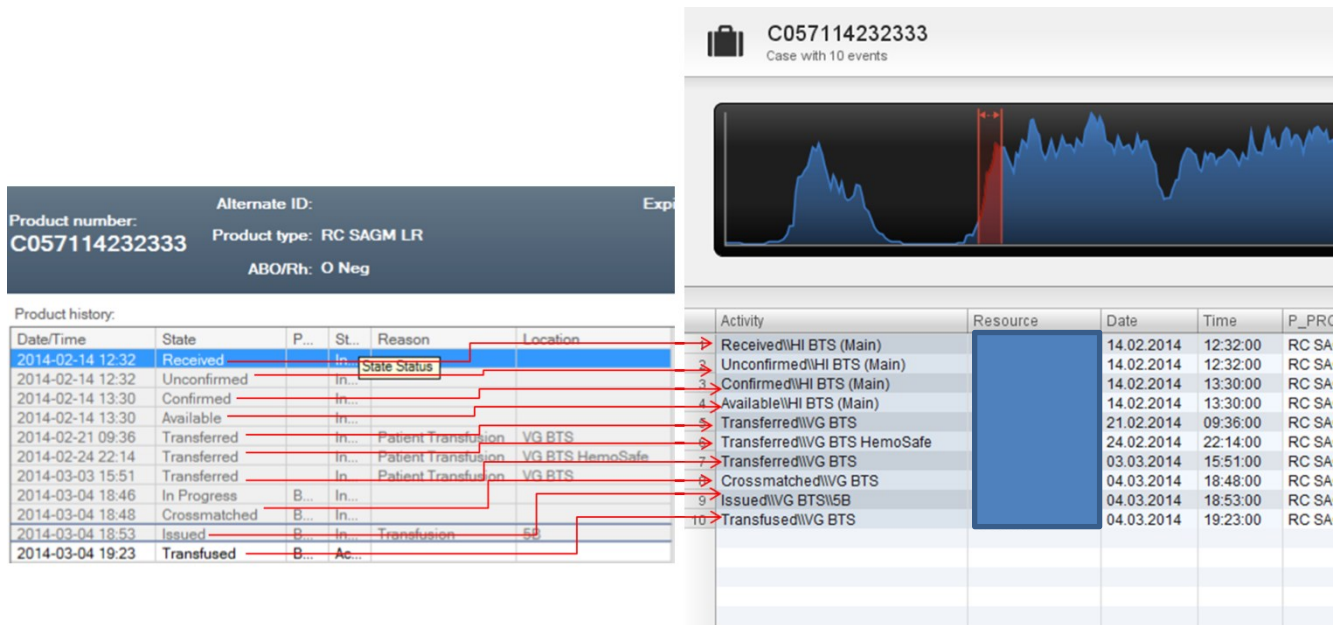 C057114232333
Case with 10 events
Alternate ID:
Product number:
C057114232333
Product type: RC SAGM LR
ABO/Rh: O Neg
Expi
Product history:
Date/Time State P... St... Reason Location
2014-02-14 12:32 Received In...
State Status
2014-02-14 12:32 Unconfirmed In...
2014-02-14 13:30 Confirmed In...
2014-02-14 13:30 Available In...
2014-02-21 09:36 Transferred In... Patient Transfusion VG BTS
2014-02-24 22:14 Transferred In... Patient Transfusion VG BTS HemoSafe
2014-03-03 15:51 Transferred In... Patient Transfusion VG BTS
2014-03-04 18:46 In Progress B... In...
2014-03-04 18:48 Crossmatched B... In...
2014-03-04 18:53 Issued B... In... Transfusion 5B
2014-03-04 19:23 Transfused B... Ac...
Activity Resource Date Time P_PRO
1 Received\\HI BTS (Main) 14.02.2014 12:32:00 RC SA
2 Unconfirmed\\HI BTS (Main) 14.02.2014 12:32:00 RC SA
3 Confirmed\\HI BTS (Main) 14.02.2014 13:30:00 RC SA
4 Available\\HI BTS (Main) 14.02.2014 13:30:00 RC SA
5 Transferred\\VG BTS 21.02.2014 09:36:00 RC SA
6 Transferred\\VG BTS HemoSafe 24.02.2014 22:14:00 RC SA
7 Transferred\\VG BTS 03.03.2014 15:51:00 RC SA
8 Crossmatched\\VG BTS 04.03.2014 18:48:00 RC SA
9 Issued\\VG BTS\\5B 04.03.2014 18:53:00 RC SA
10 Transfused\\VG BTS 04.03.2014 19:23:00 RC SA